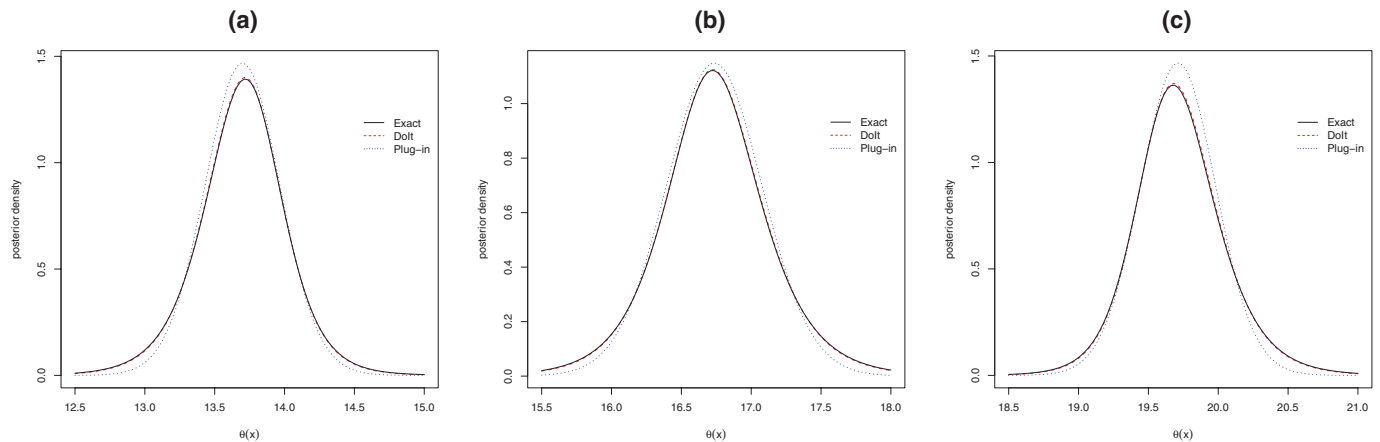 (a)
posterior density
0.0 0.5 1.0 1.5
12.5 13.0 13.5 14.0 14.5 15.0
θ(x)
Exact
DoIt
Plug−in
(b)
posterior density
0.0 0.2 0.4 0.6 0.8 1.0
15.5 16.0 16.5 17.0 17.5 18.0
θ(x)
Exact
DoIt
Plug−in
(c)
posterior density
0.0 0.5 1.0 1.5
18.5 19.0 19.5 20.0 20.5 21.0
θ(x)
Exact
DoIt
Plug−in